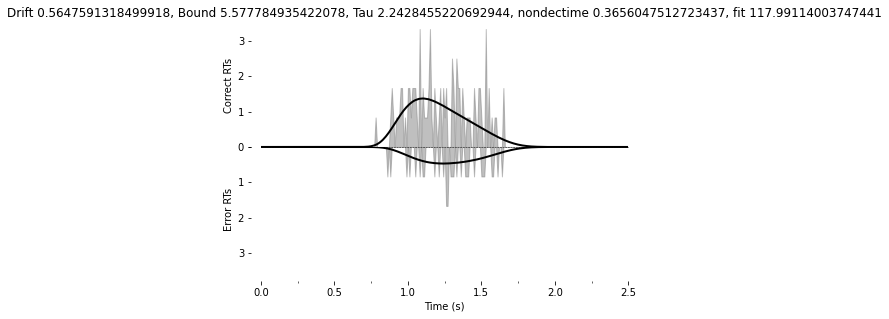 Drift 0.5647591318499918, Bound 5.577784935422078, Tau 2.2428455220692944, nondectime 0.3656047512723437, fit 117.99114003747441
3
2
1
0
1
2
3
Correct RTs
Error RTs
0.0 0.5 1.0 1.5 2.0 2.5
Time (s)